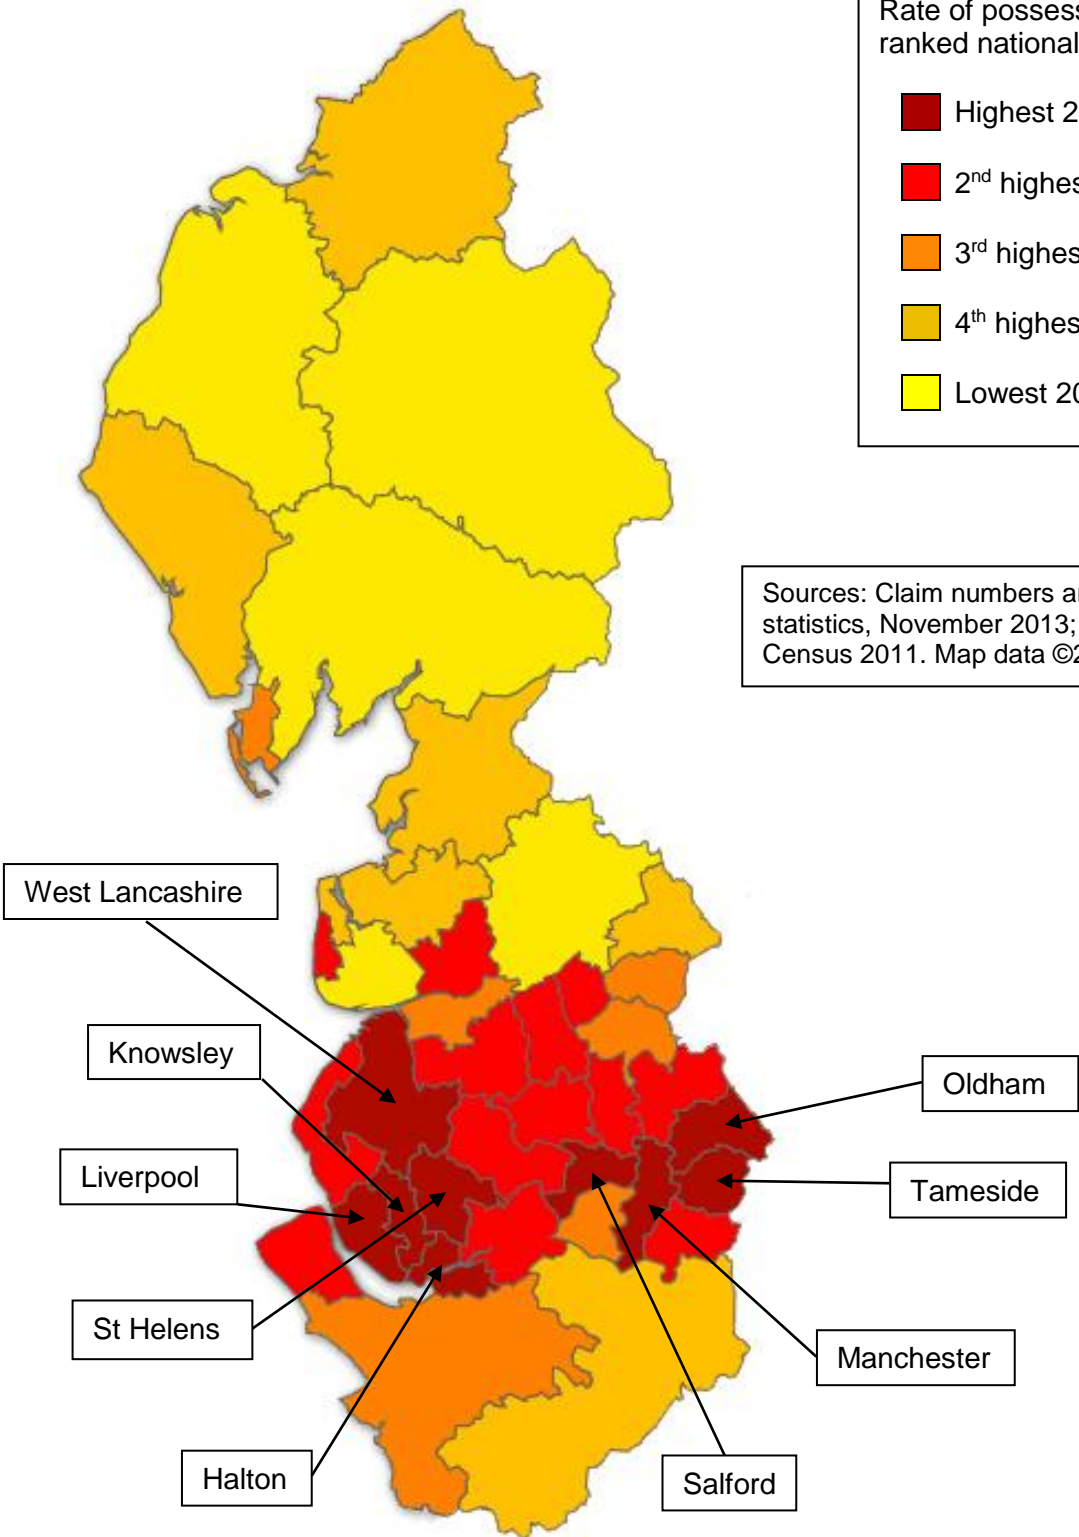 Rate of possess
ranked national
Highest 2
2nd highes
3rd highes
4th highes
Lowest 20
Sources: Claim numbers a
statistics, November 2013;
Census 2011. Map data ©2
West Lancashire
Knowsley
Oldham
Liverpool
Tameside
St Helens
Manchester
Halton
Salford